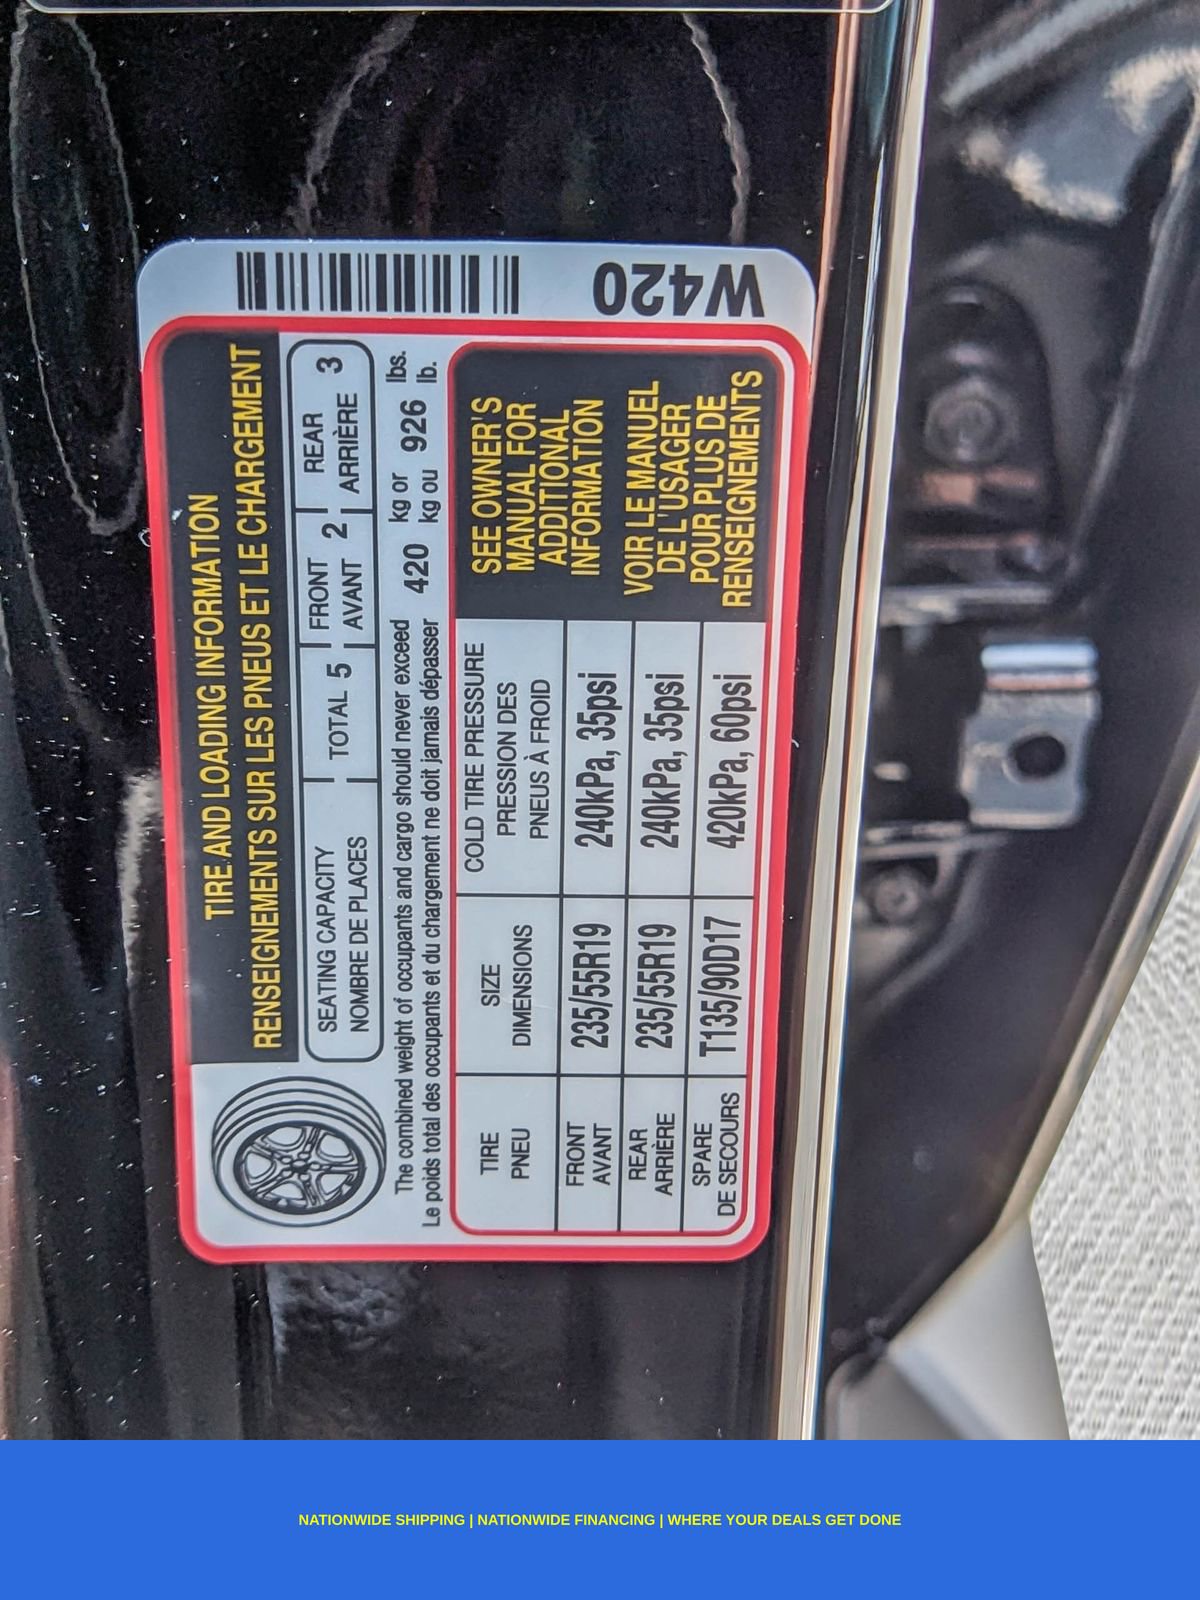 TIRE AND LOADING INFORMATION
RENSEIGNEMENTS SUR LES PNEUS ET LE CHARGEMENT
SEATING CAPACITY
NOMBRE DE PLACES
TOTAL 5
FRONT
AVANT 2
REAR
ARRIÈRE 3
The combined weight of occupants and cargo should never exceed 420 kg or 926 lbs.
Le poids total des occupants et du chargement ne doit jamais dépasser kg ou lb.
TIRE
PNEU
SIZE
DIMENSIONS
COLD TIRE PRESSURE
PRESSION DES
PNEUS À FROID
FRONT
AVANT
235/55R19
240kPa, 35psi
REAR
ARRIÈRE
235/55R19
240kPa, 35psi
SPARE
DE SECOURS
T135/90D17
420kPa, 60psi
SEE OWNER'S
MANUAL FOR
ADDITIONAL
INFORMATION
VOIR LE MANUEL
DE L'USAGER
POUR PLUS DE
RENSEIGNEMENTS
W420
NATIONWIDE SHIPPING | NATIONWIDE FINANCING | WHERE YOUR DEALS GET DONE